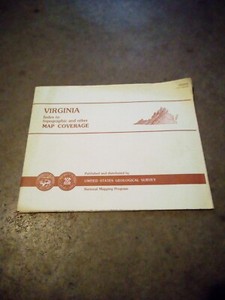 VIRGINIA
Index to
Topographic and other
MAP COVERAGE
Published and distributed by
UNITED STATES GEOLOGICAL SURVEY
National Mapping Program